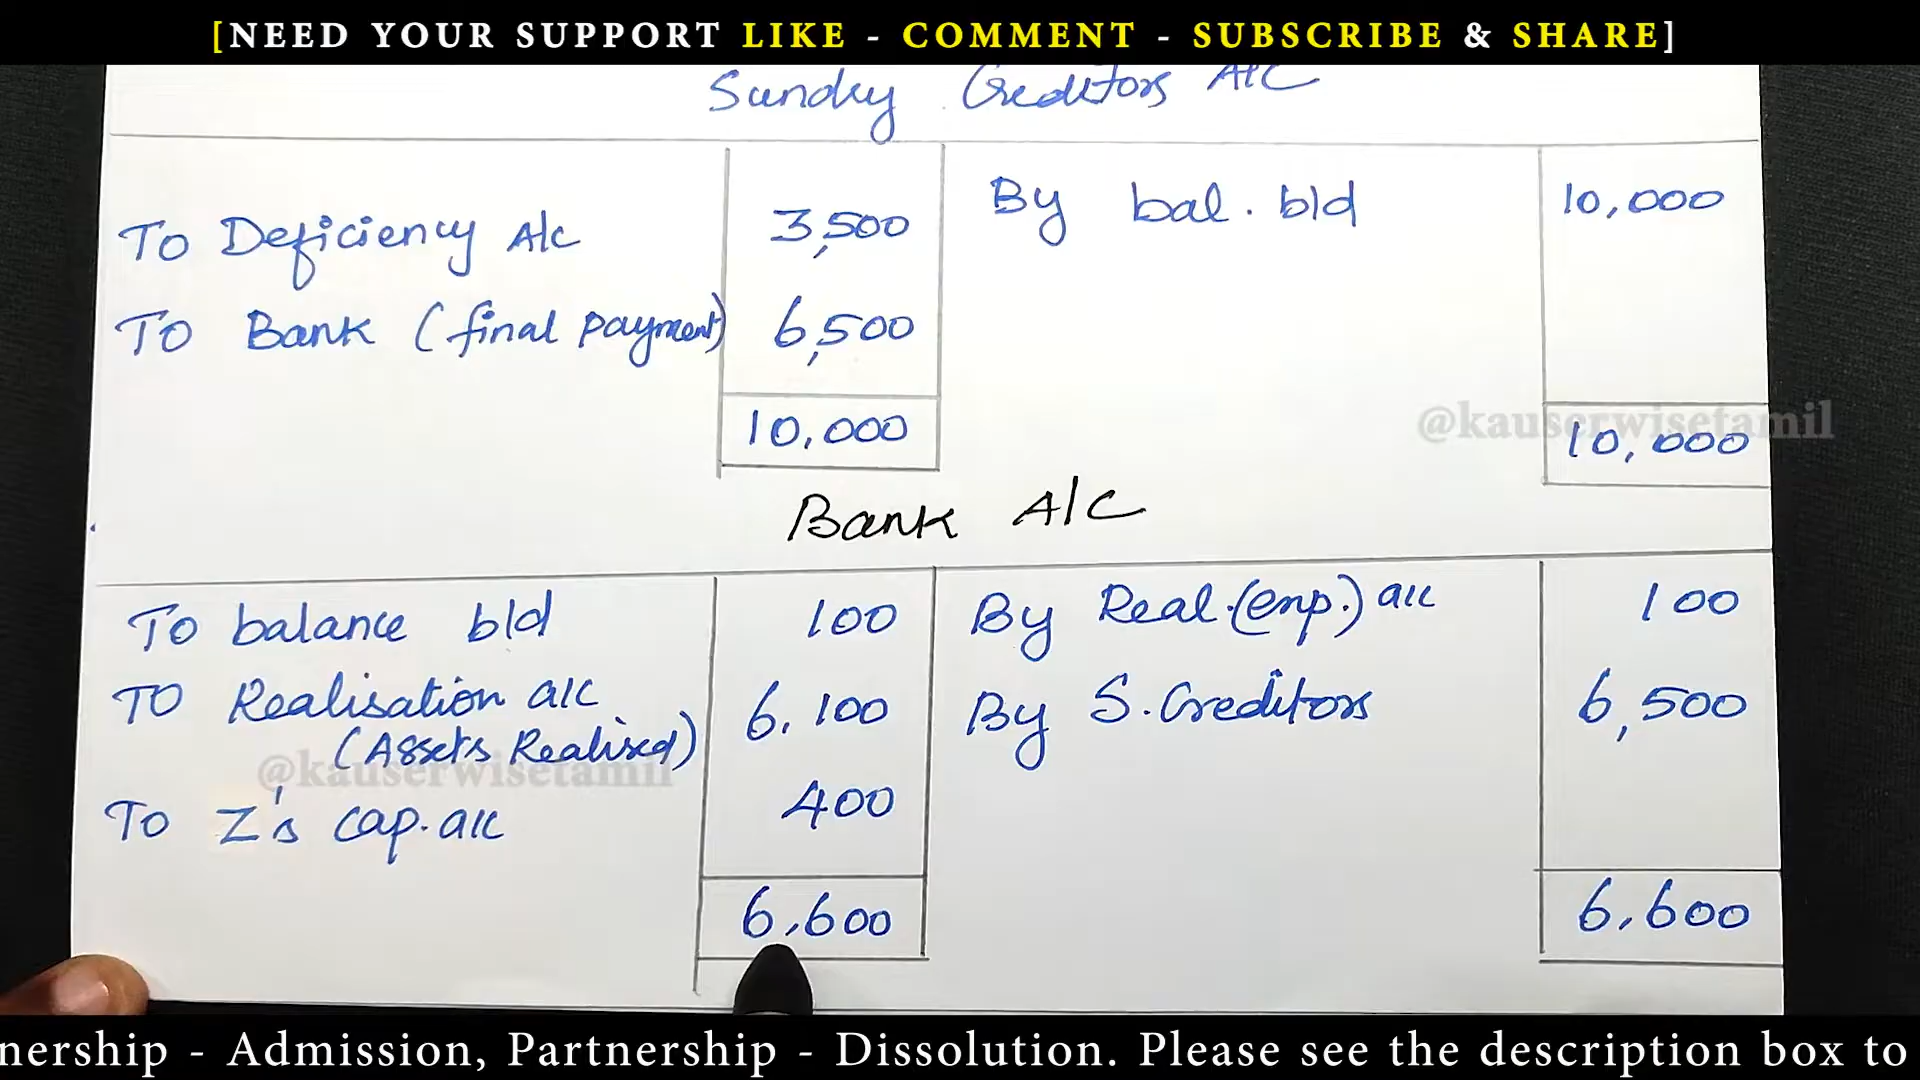 [NEED YOUR SUPPORT LIKE - COMMENT - SUBSCRIBE & SHARE]
Sundry Creditors A/C
To Deficiency A/c 3,500 By bal. b/d 10,000
To Bank (final payment) 6,500
10,000 10,000
@kauserwisetamil
Bank A/C
To balance b/d 100 By Real.(exp.) a/c 100
To Realisation a/c 6,100 By S. Creditors 6,500
(Assets Realised)
@kauserwisetamil
To Z's cap. a/c 400
6,600 6,600
nership - Admission, Partnership - Dissolution. Please see the description box to